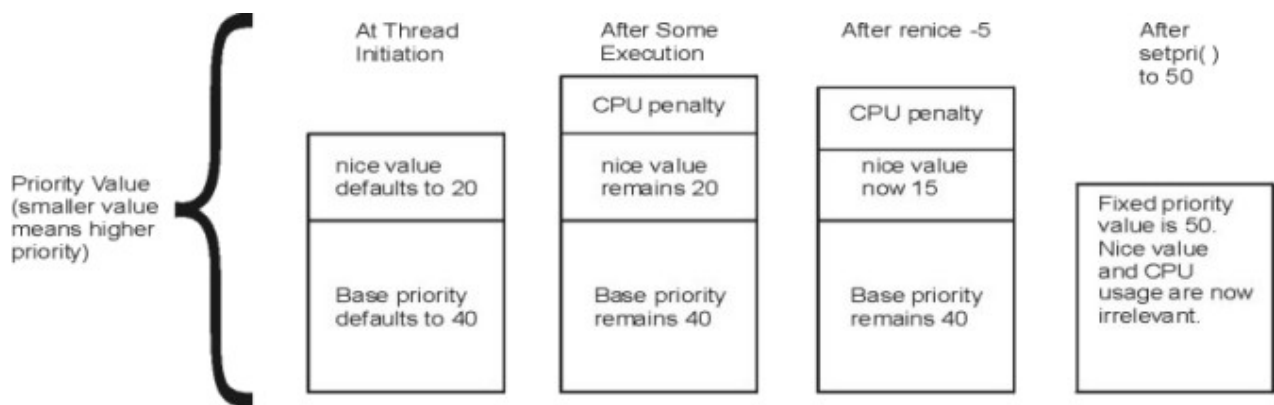 Priority Value
(smaller value
means higher
priority)
At Thread
Initiation
nice value
defaults to 20
Base priority
defaults to 40
After Some
Execution
CPU penalty
nice value
remains 20
Base priority
remains 40
After renice -5
CPU penalty
nice value
now 15
Base priority
remains 40
After
setpri( )
to 50
Fixed priority
value is 50.
Nice value
and CPU
usage are now
irrelevant.